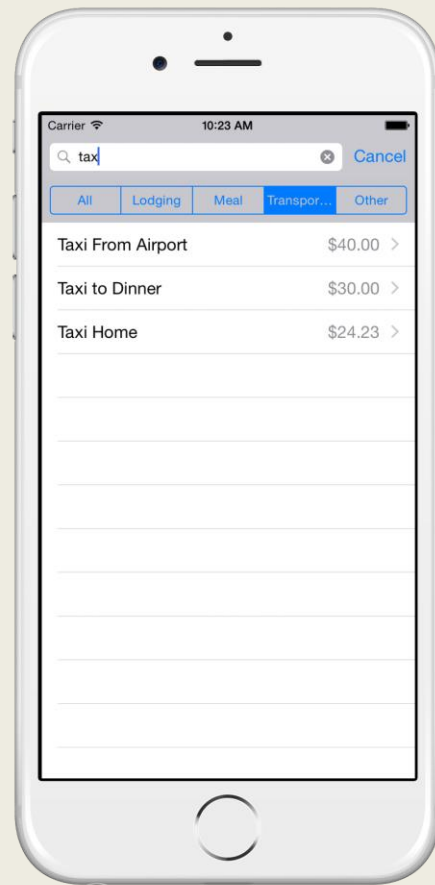 Carrier 10:23 AM
tax Cancel
All Lodging Meal Transpor... Other
Taxi From Airport $40.00
Taxi to Dinner $30.00
Taxi Home $24.23